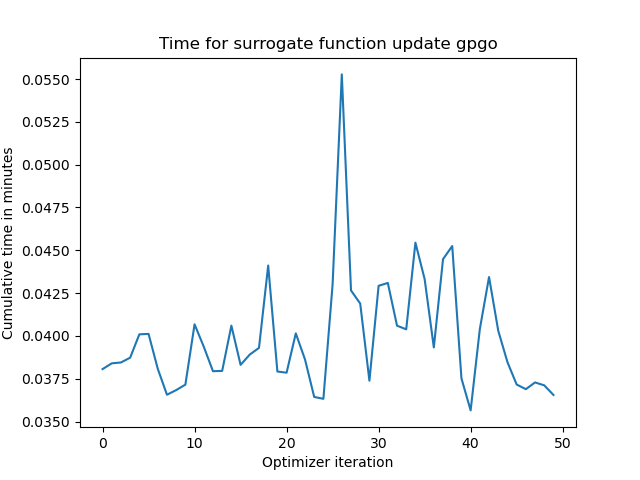 Time for surrogate function update gpgo
Cumulative time in minutes
0.0550
0.0525
0.0500
0.0475
0.0450
0.0425
0.0400
0.0375
0.0350
0 10 20 30 40 50
Optimizer iteration